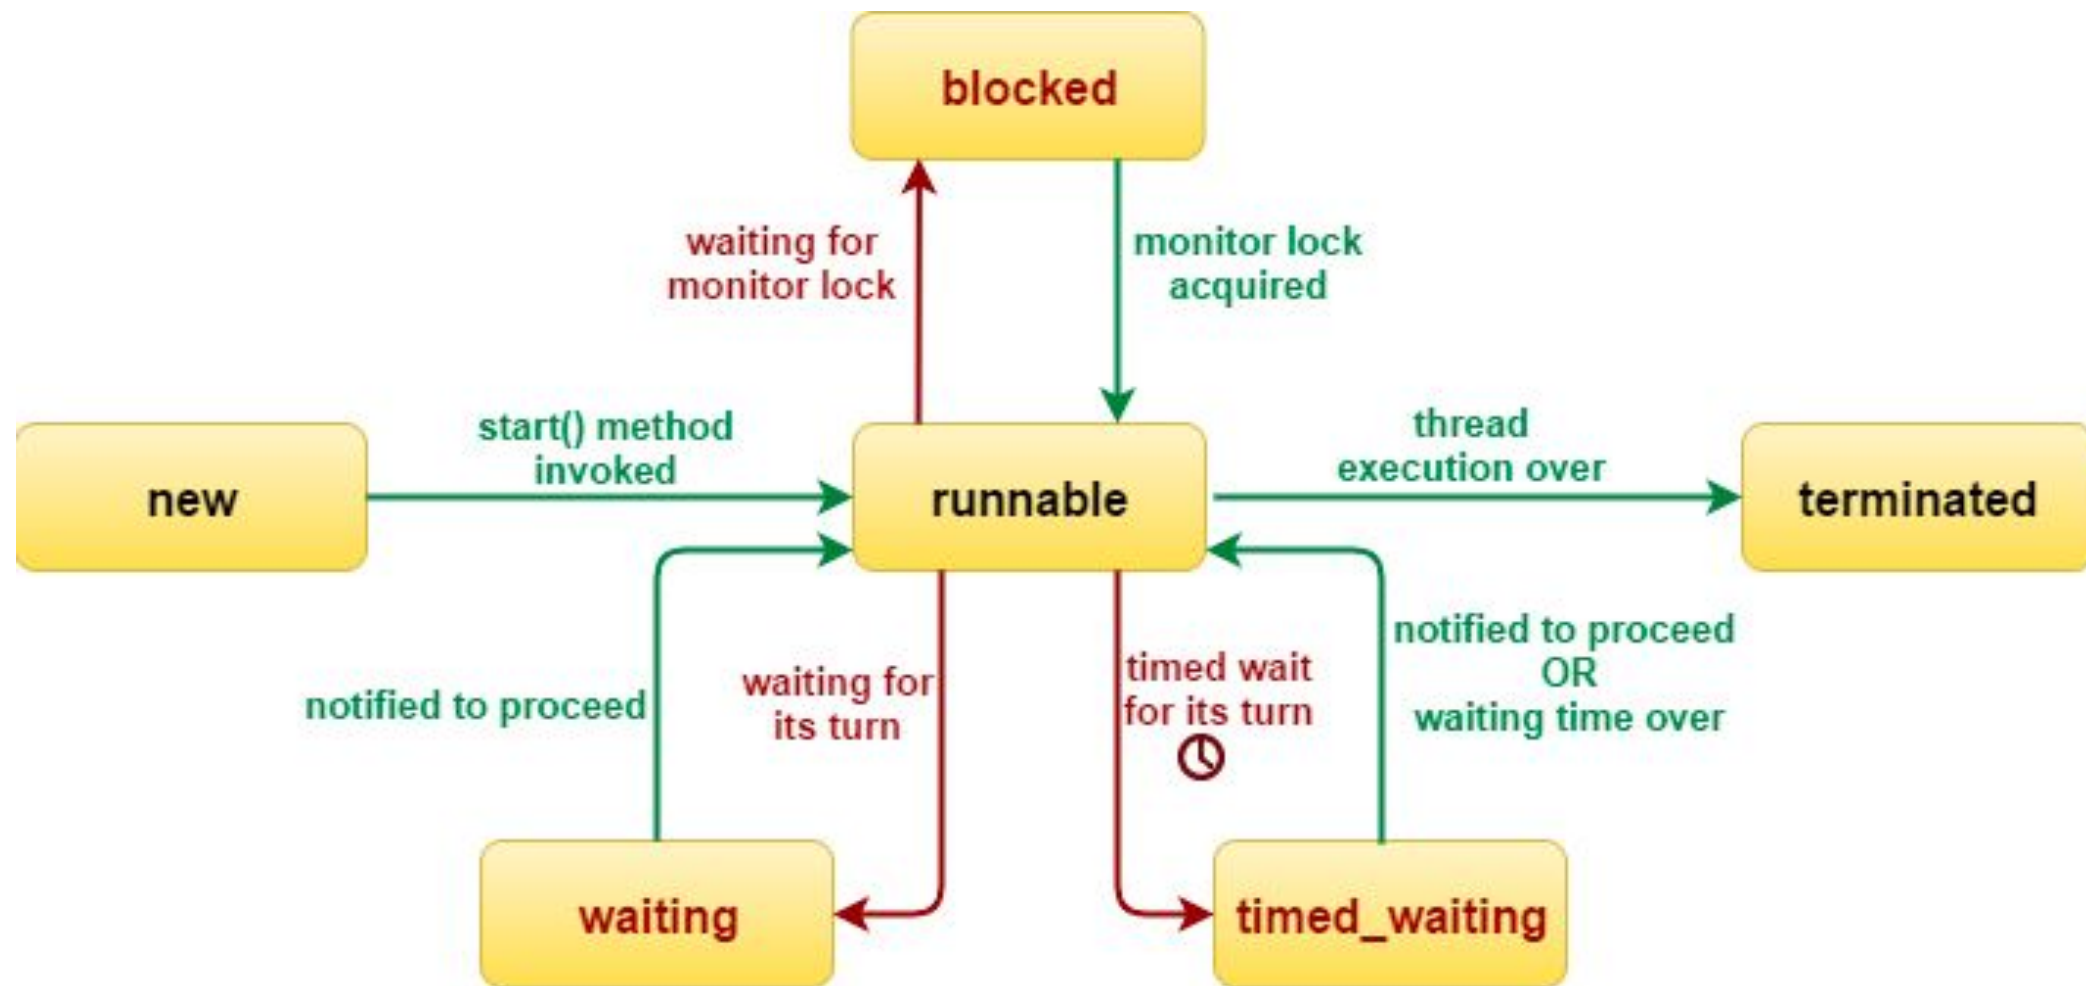 blocked
waiting for
monitor lock
monitor lock
acquired
start() method
invoked
thread
execution over
new
runnable
terminated
notified to proceed
waiting for
its turn
timed wait
for its turn
notified to proceed
OR
waiting time over
waiting
timed_waiting